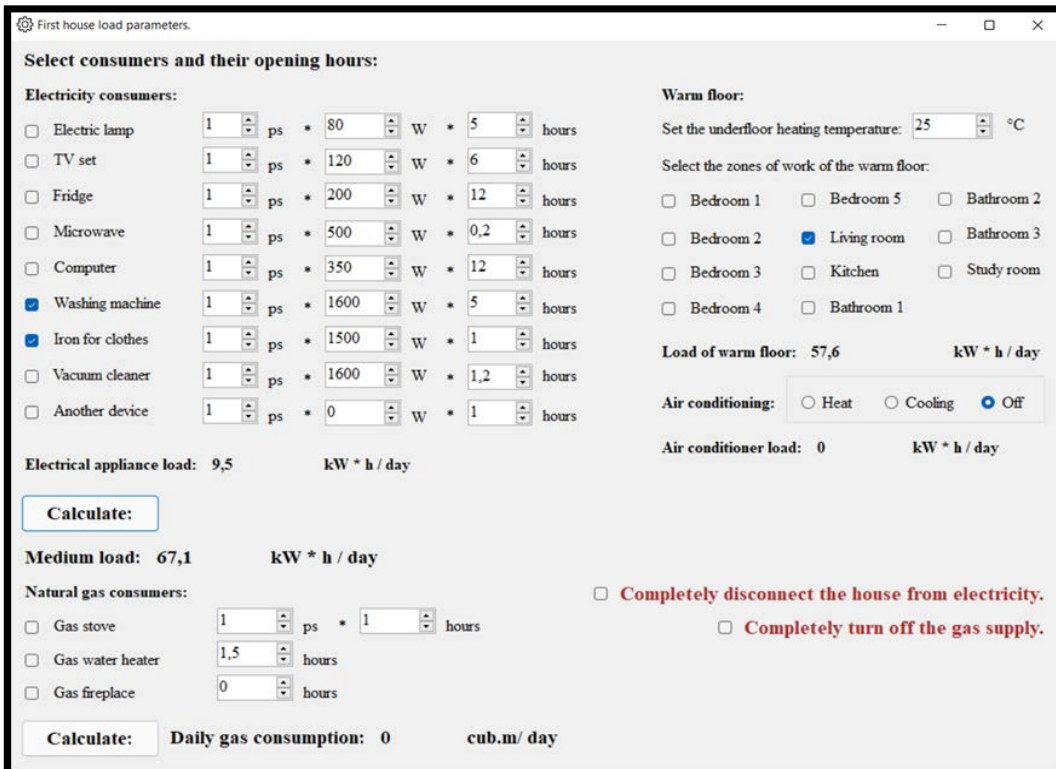 First house load parameters.
Select consumers and their opening hours:
Electricity consumers:
Electric lamp 1 ps * 80 W * 5 hours
TV set 1 ps * 120 W * 6 hours
Fridge 1 ps * 200 W * 12 hours
Microwave 1 ps * 500 W * 0,2 hours
Computer 1 ps * 350 W * 12 hours
Washing machine 1 ps * 1600 W * 5 hours
Iron for clothes 1 ps * 1500 W * 1 hours
Vacuum cleaner 1 ps * 1600 W * 1,2 hours
Another device 1 ps * 0 W * 1 hours
Electrical appliance load: 9,5 kW * h / day
Warm floor:
Set the underfloor heating temperature: 25 °C
Select the zones of work of the warm floor:
Bedroom 1 Bedroom 5 Bathroom 2
Bedroom 2 Living room Bathroom 3
Bedroom 3 Kitchen Study room
Bedroom 4 Bathroom 1
Load of warm floor: 57,6 kW * h / day
Air conditioning: Heat Cooling Off
Air conditioner load: 0 kW * h / day
Calculate:
Medium load: 67,1 kW * h / day
Natural gas consumers:
Gas stove 1 ps * 1 hours
Gas water heater 1,5 hours
Gas fireplace 0 hours
Completely disconnect the house from electricity.
Completely turn off the gas supply.
Calculate: Daily gas consumption: 0 cub.m/ day